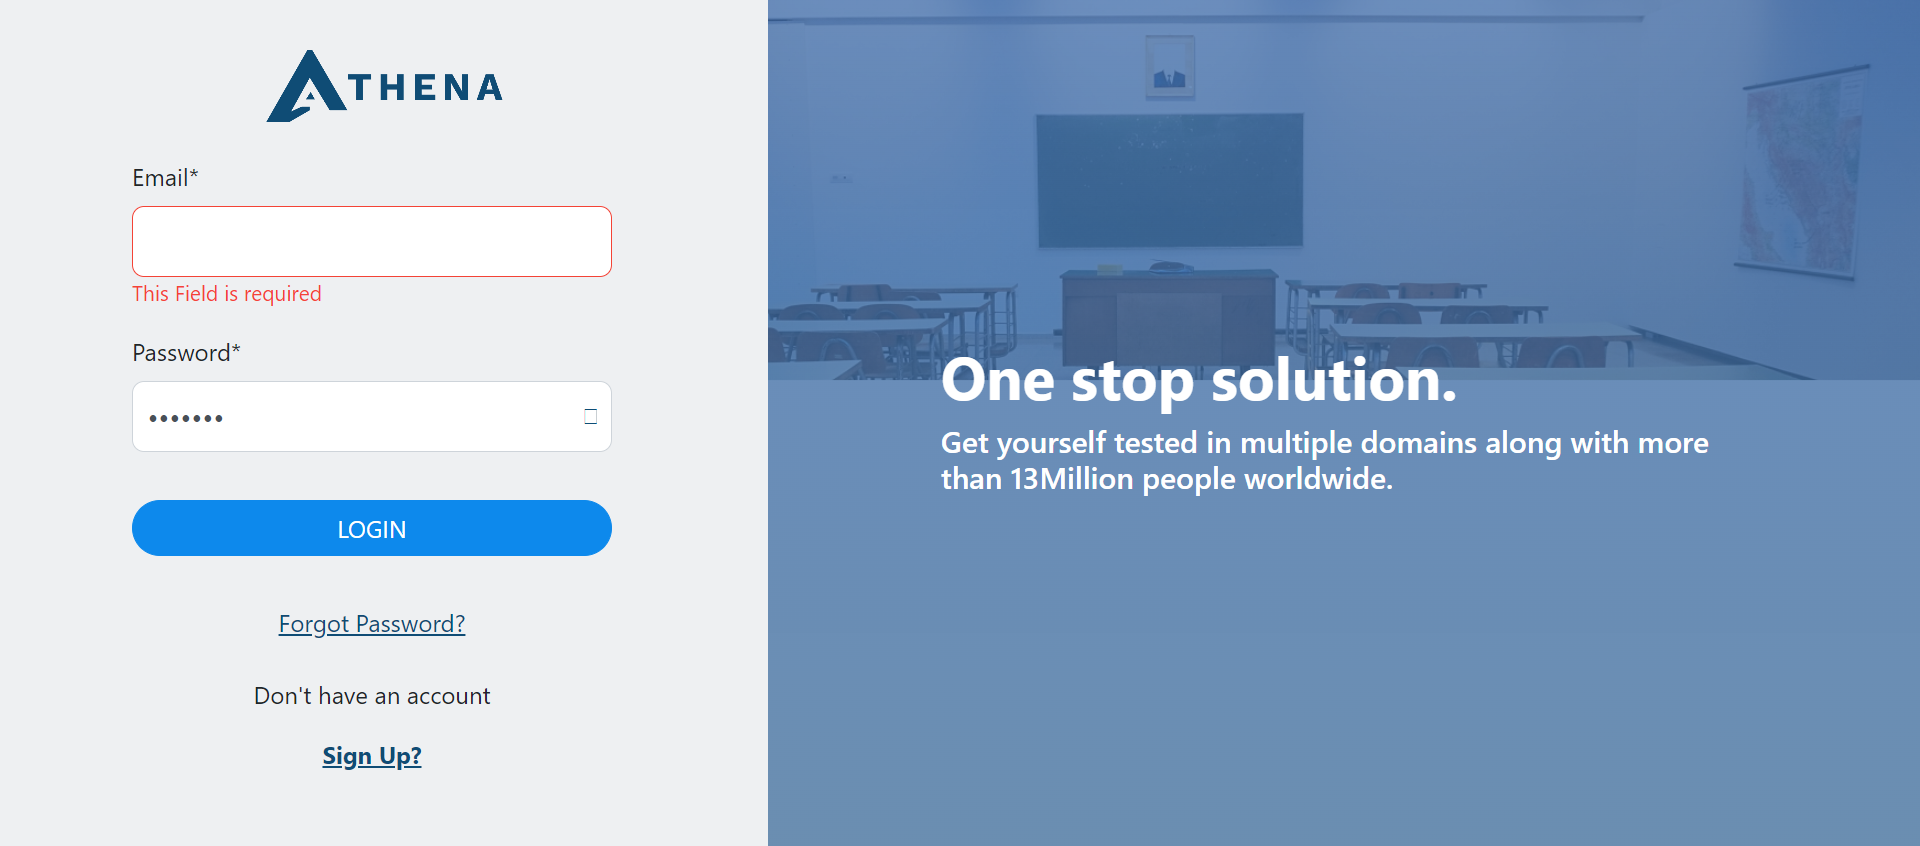 ATHENA
Email*
This Field is required
Password*
•••••••
LOGIN
Forgot Password?
Don't have an account
Sign Up?
One stop solution.
Get yourself tested in multiple domains along with more
than 13Million people worldwide.